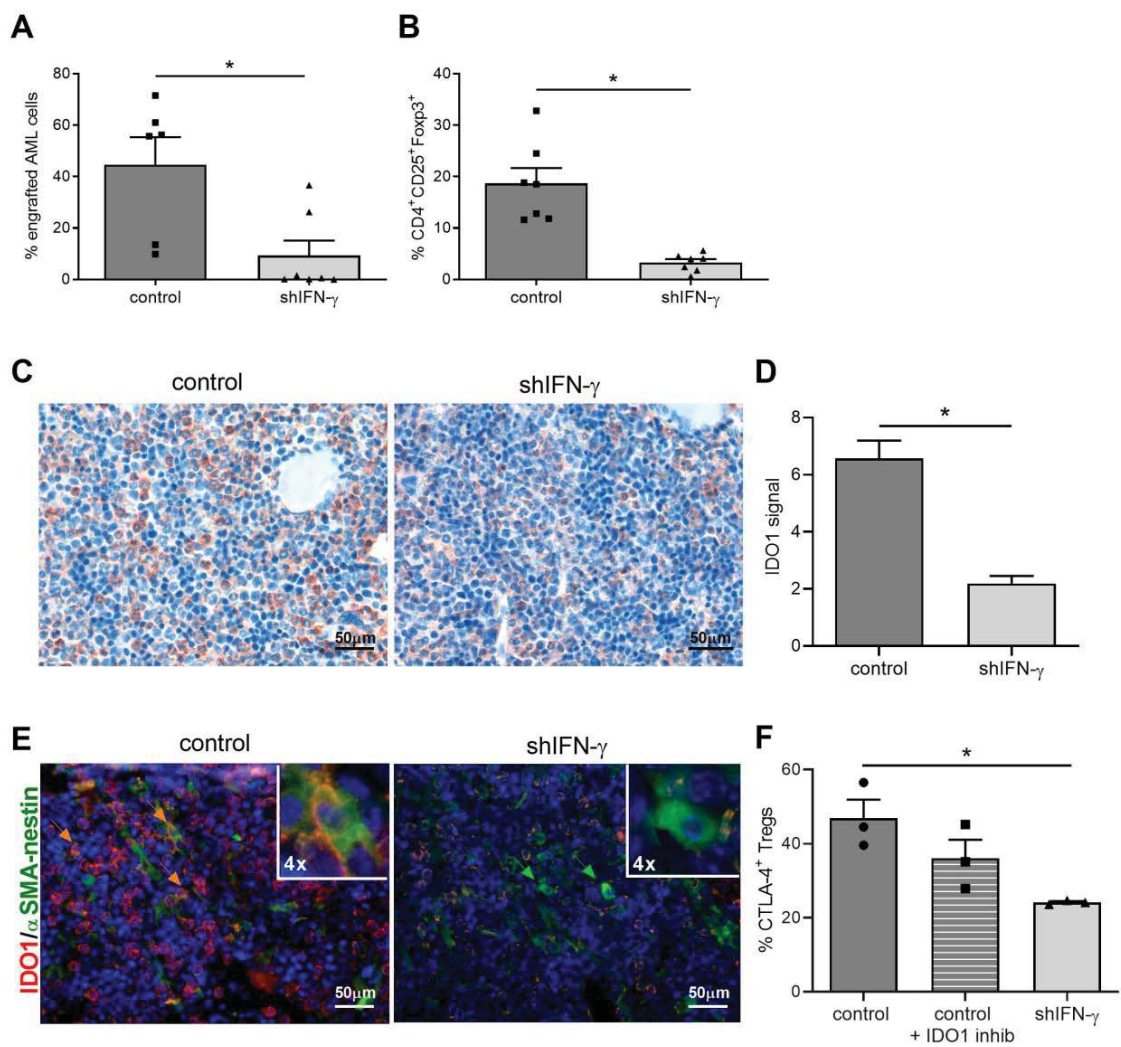 A
*
80
60
40
20
0
% engrafted AML cells
control
shIFN-γ
B
*
40
30
20
10
0
% CD4⁺CD25⁺Foxp3⁺
control
shIFN-γ
C
control
shIFN-γ
50μm
50μm
D
*
8
6
4
2
0
IDO1 signal
control
shIFN-γ
E
control
shIFN-γ
IDO1/α SMA-nestin
4x
4x
50μm
50μm
F
*
60
40
20
0
% CTLA-4⁺ Tregs
control
control
+ IDO1 inhib
shIFN-γ